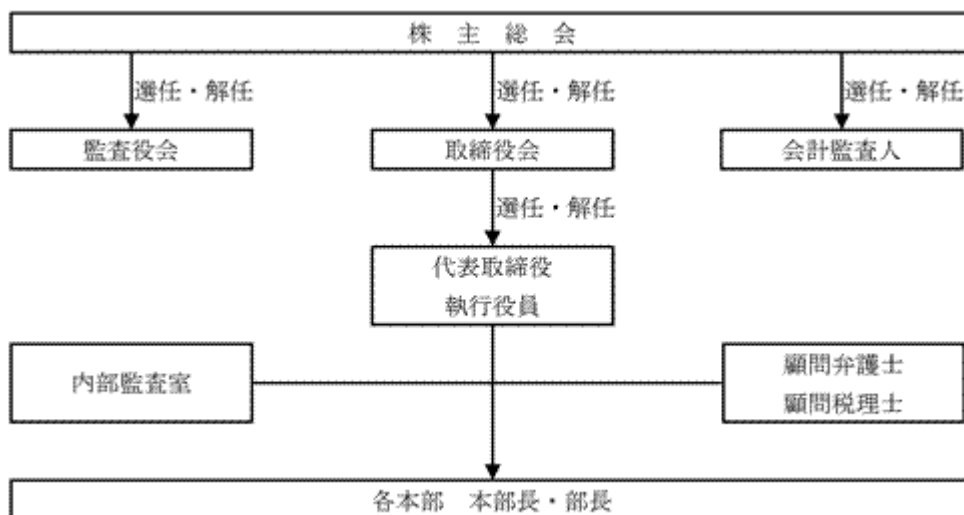 株 主 総 会
選任・解任
選任・解任
選任・解任
監査役会
取締役会
会計監査人
選任・解任
代表取締役
執行役員
内部監査室
顧問弁護士
顧問税理士
各本部 本部長・部長